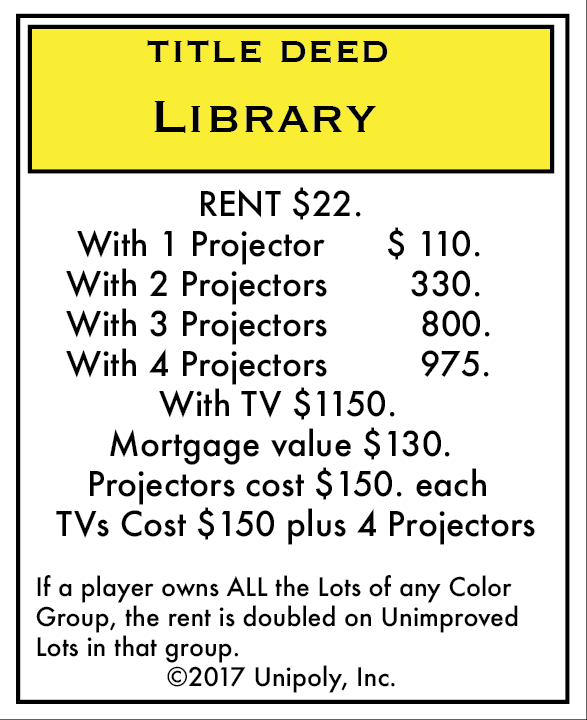 TITLE DEED
LIBRARY
RENT $22.
With 1 Projector $ 110.
With 2 Projectors 330.
With 3 Projectors 800.
With 4 Projectors 975.
With TV $1150.
Mortgage value $130.
Projectors cost $150. each
TVs Cost $150 plus 4 Projectors
If a player owns ALL the Lots of any Color
Group, the rent is doubled on Unimproved
Lots in that group.
©2017 Unipoly, Inc.